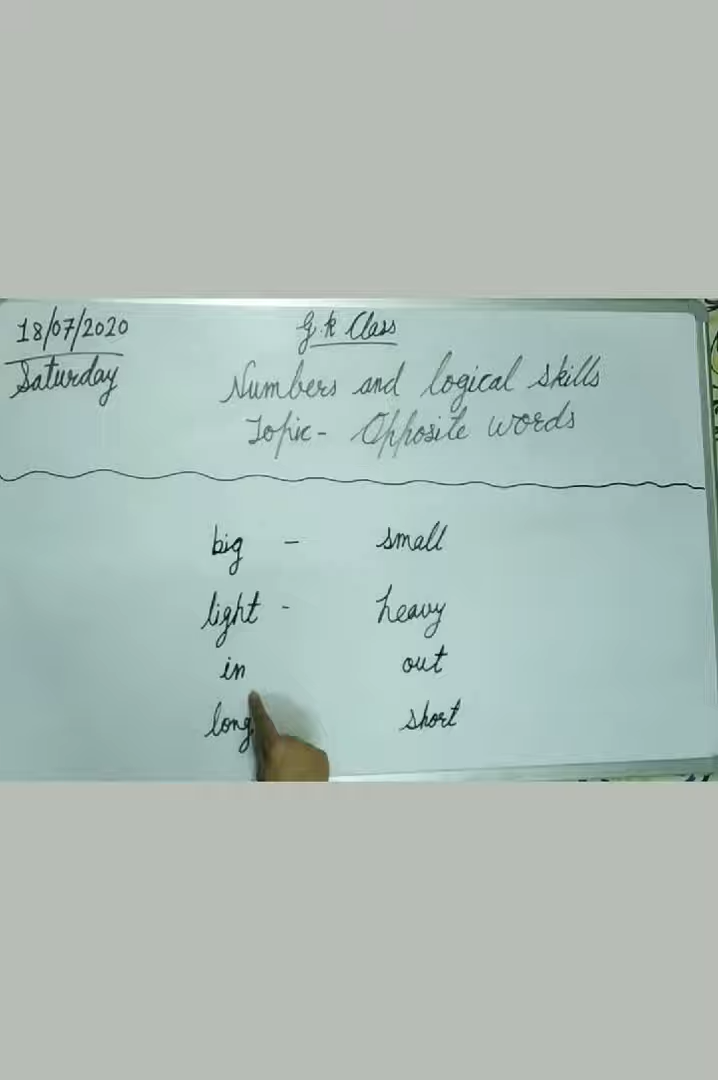 18/07/2020
Saturday
G.K Class
Numbers and logical skills
Topic - Opposite words
big - small
light - heavy
in out
long short